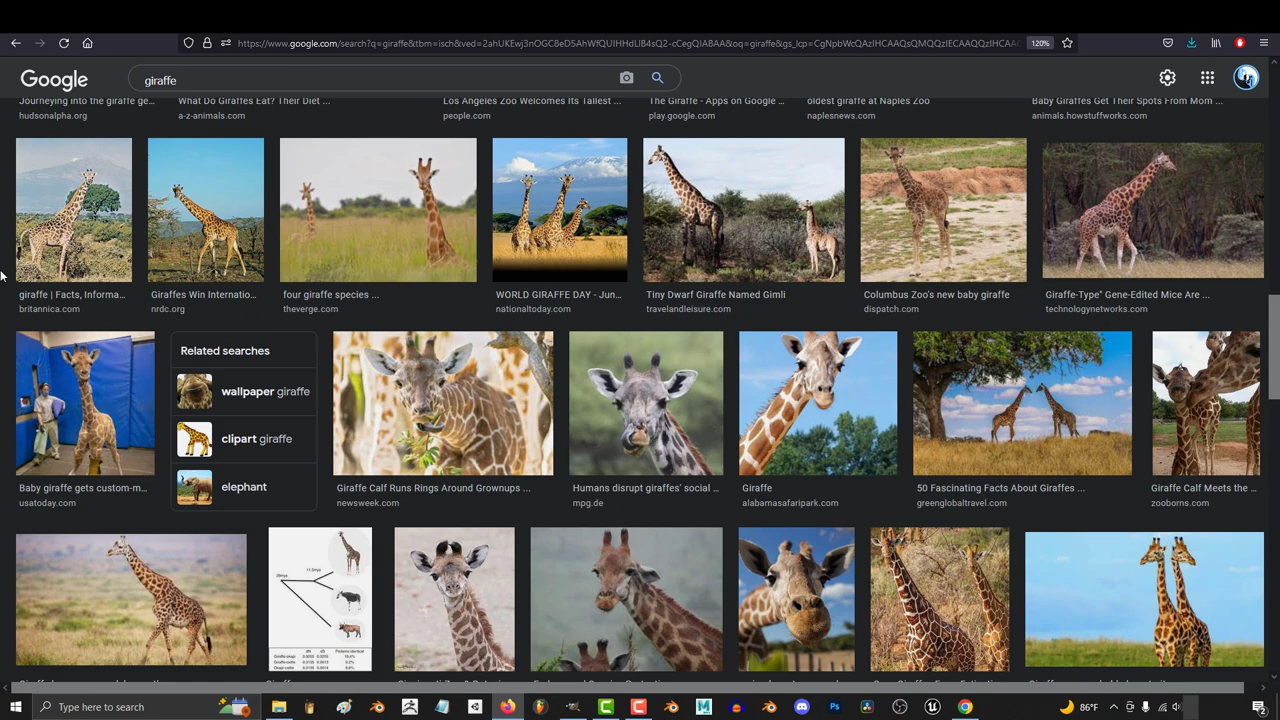 https://www.google.com/search?q=giraffe&tbm=isch&ved=2ahUKEwj3nOGC8eD5AhWfQUIHHdLlB4sQ2-cCegQIABAA&oq=giraffe&gs_lcp=CgNpbWcQAzIHCAAQsQMQQzIECAAQQzIHCAAC
120%
Google
giraffe
Journeying into the giraffe ge...
hudsonalpha.org
What Do Giraffes Eat? Their Diet ...
a-z-animals.com
Los Angeles Zoo Welcomes Its Tallest ...
people.com
The Giraffe - Apps on Google ...
play.google.com
oldest giraffe at Naples Zoo
naplesnews.com
Baby Giraffes Get Their Spots From Mom ...
animals.howstuffworks.com
giraffe | Facts, Informa...
britannica.com
Giraffes Win Internatio...
nrdc.org
four giraffe species ...
theverge.com
WORLD GIRAFFE DAY - Jun...
nationaltoday.com
Tiny Dwarf Giraffe Named Gimli
travelandleisure.com
Columbus Zoo's new baby giraffe
dispatch.com
Giraffe-Type" Gene-Edited Mice Are ...
technologynetworks.com
Baby giraffe gets custom-m...
usatoday.com
Related searches
wallpaper giraffe
clipart giraffe
elephant
Giraffe Calf Runs Rings Around Grownups ...
newsweek.com
Humans disrupt giraffes' social ...
mpg.de
Giraffe
alabamasafaripark.com
50 Fascinating Facts About Giraffes ...
greenglobaltravel.com
Giraffe Calf Meets the ...
zooborns.com
Type here to search
Ps
86°F